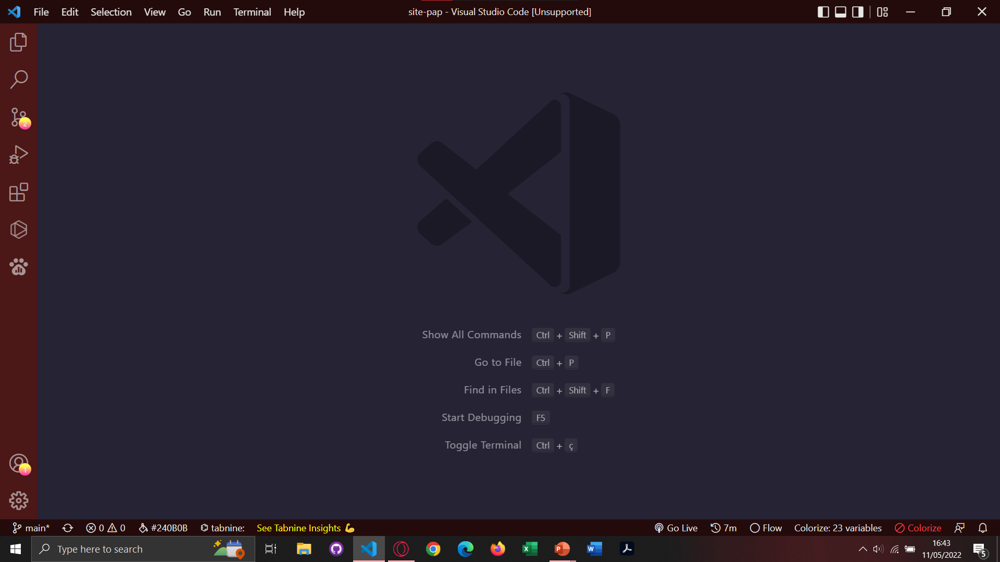 File Edit Selection View Go Run Terminal Help
site-pap - Visual Studio Code [Unsupported]
2
Show All Commands Ctrl + Shift + P
Go to File Ctrl + P
Find in Files Ctrl + Shift + F
Start Debugging F5
Toggle Terminal Ctrl + ç
1
main* 0 0 #240B0B tabnine: See Tabnine Insights 💪 Go Live 7m Flow Colorize: 23 variables Colorize
Type here to search
X P W
16:43
11/05/2022
5